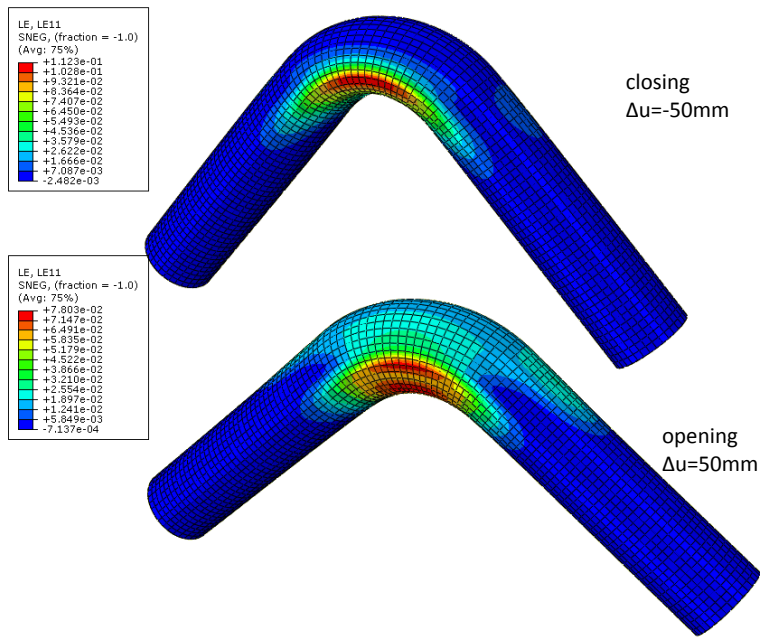 LE, LE11
SNEG, (fraction = -1.0)
(Avg: 75%)
+1.123e-01
+1.028e-01
+9.321e-02
+8.364e-02
+7.407e-02
+6.450e-02
+5.493e-02
+4.536e-02
+3.579e-02
+2.622e-02
+1.666e-02
+7.087e-03
-2.482e-03
closing
Δu=-50mm
LE, LE11
SNEG, (fraction = -1.0)
(Avg: 75%)
+7.803e-02
+7.147e-02
+6.491e-02
+5.835e-02
+5.179e-02
+4.522e-02
+3.866e-02
+3.210e-02
+2.554e-02
+1.897e-02
+1.241e-02
+5.849e-03
-7.137e-04
opening
Δu=50mm